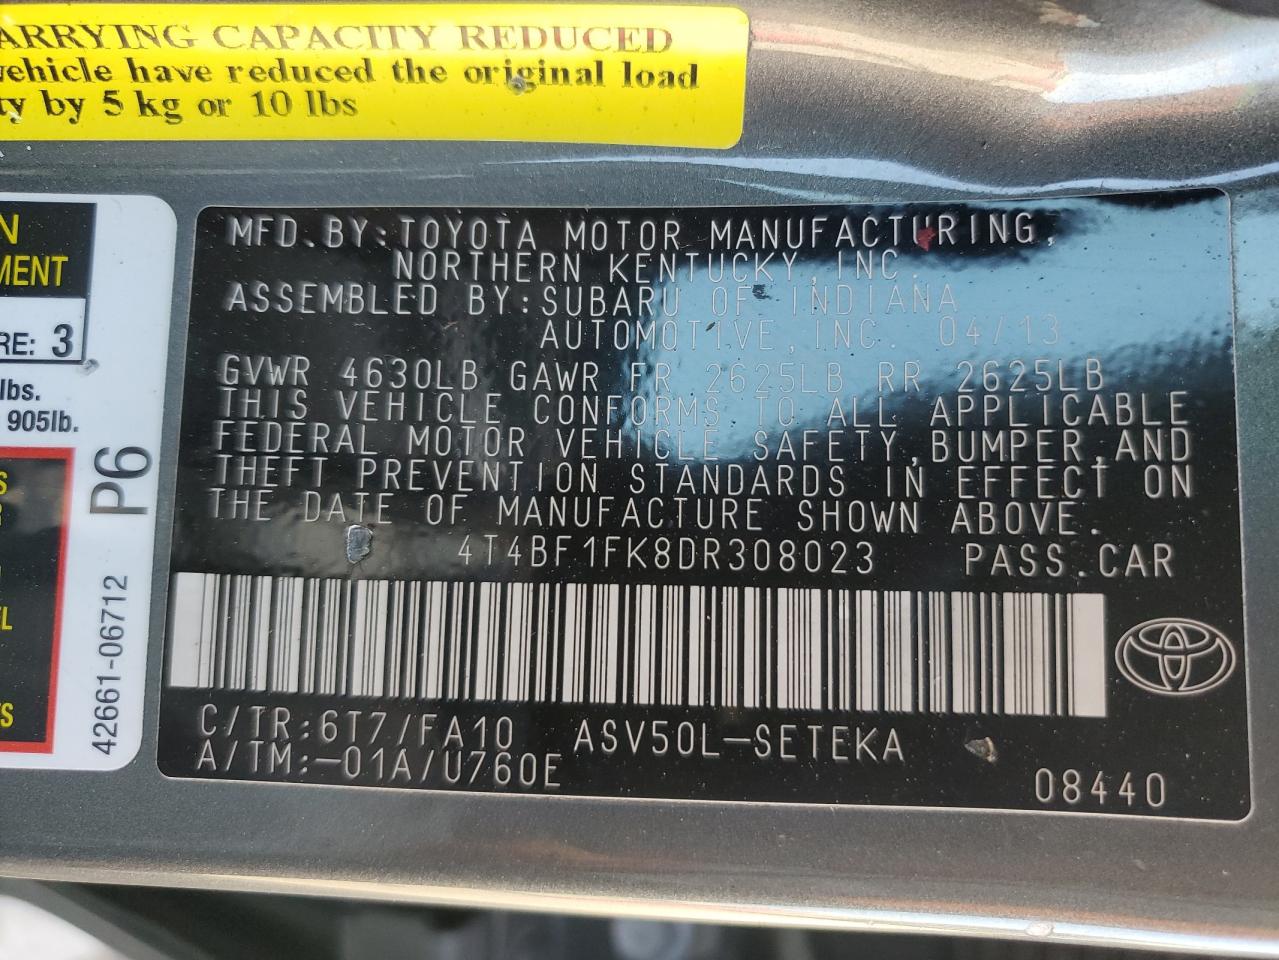 ARRYING CAPACITY REDUCED
vehicle have reduced the original load
ty by 5 kg or 10 lbs
N
MENT
RE: 3
lbs.
905lb.
S
L
TS
P6
42661-06712
MFD.BY:TOYOTA MOTOR MANUFACTURING,
NORTHERN KENTUCKY,INC.
ASSEMBLED BY:SUBARU OF INDIANA
AUTOMOTIVE,INC. 04/13
GVWR 4630LB GAWR FR 2625LB RR 2625LB
THIS VEHICLE CONFORMS TO ALL APPLICABLE
FEDERAL MOTOR VEHICLE SAFETY,BUMPER,AND
THEFT PREVENTION STANDARDS IN EFFECT ON
THE DATE OF MANUFACTURE SHOWN ABOVE.
4T4BF1FK8DR308023 PASS.CAR
C/TR:6T7/FA10 ASV50L-SETEKA
A/TM:-01A/U760E
08440